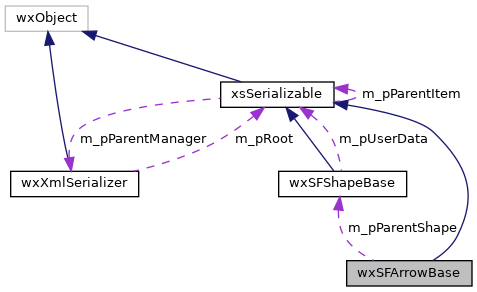 wxObject
xsSerializable
m_pParentItem
m_pParentManager
m_pRoot
m_pUserData
wxXmlSerializer
wxSFShapeBase
m_pParentShape
wxSFArrowBase